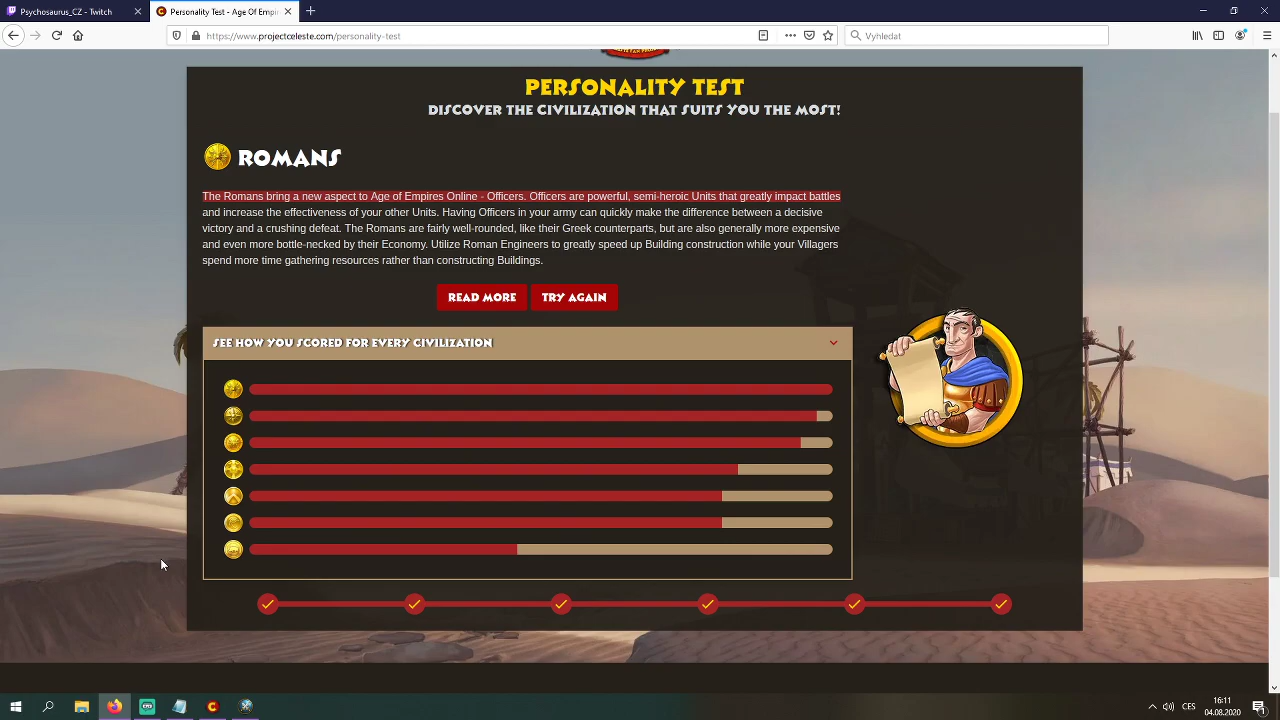 Psychosaurus_CZ - Twitch
Personality Test - Age Of Empi
https://www.projectceleste.com/personality-test
Vyhledat
PERSONALITY TEST
DISCOVER THE CIVILIZATION THAT SUITS YOU THE MOST!
ROMANS
The Romans bring a new aspect to Age of Empires Online - Officers. Officers are powerful, semi-heroic Units that greatly impact battles
and increase the effectiveness of your other Units. Having Officers in your army can quickly make the difference between a decisive
victory and a crushing defeat. The Romans are fairly well-rounded, like their Greek counterparts, but are also generally more expensive
and even more bottle-necked by their Economy. Utilize Roman Engineers to greatly speed up Building construction while your Villagers
spend more time gathering resources rather than constructing Buildings.
READ MORE TRY AGAIN
SEE HOW YOU SCORED FOR EVERY CIVILIZATION
CES
16:11
04.08.2020